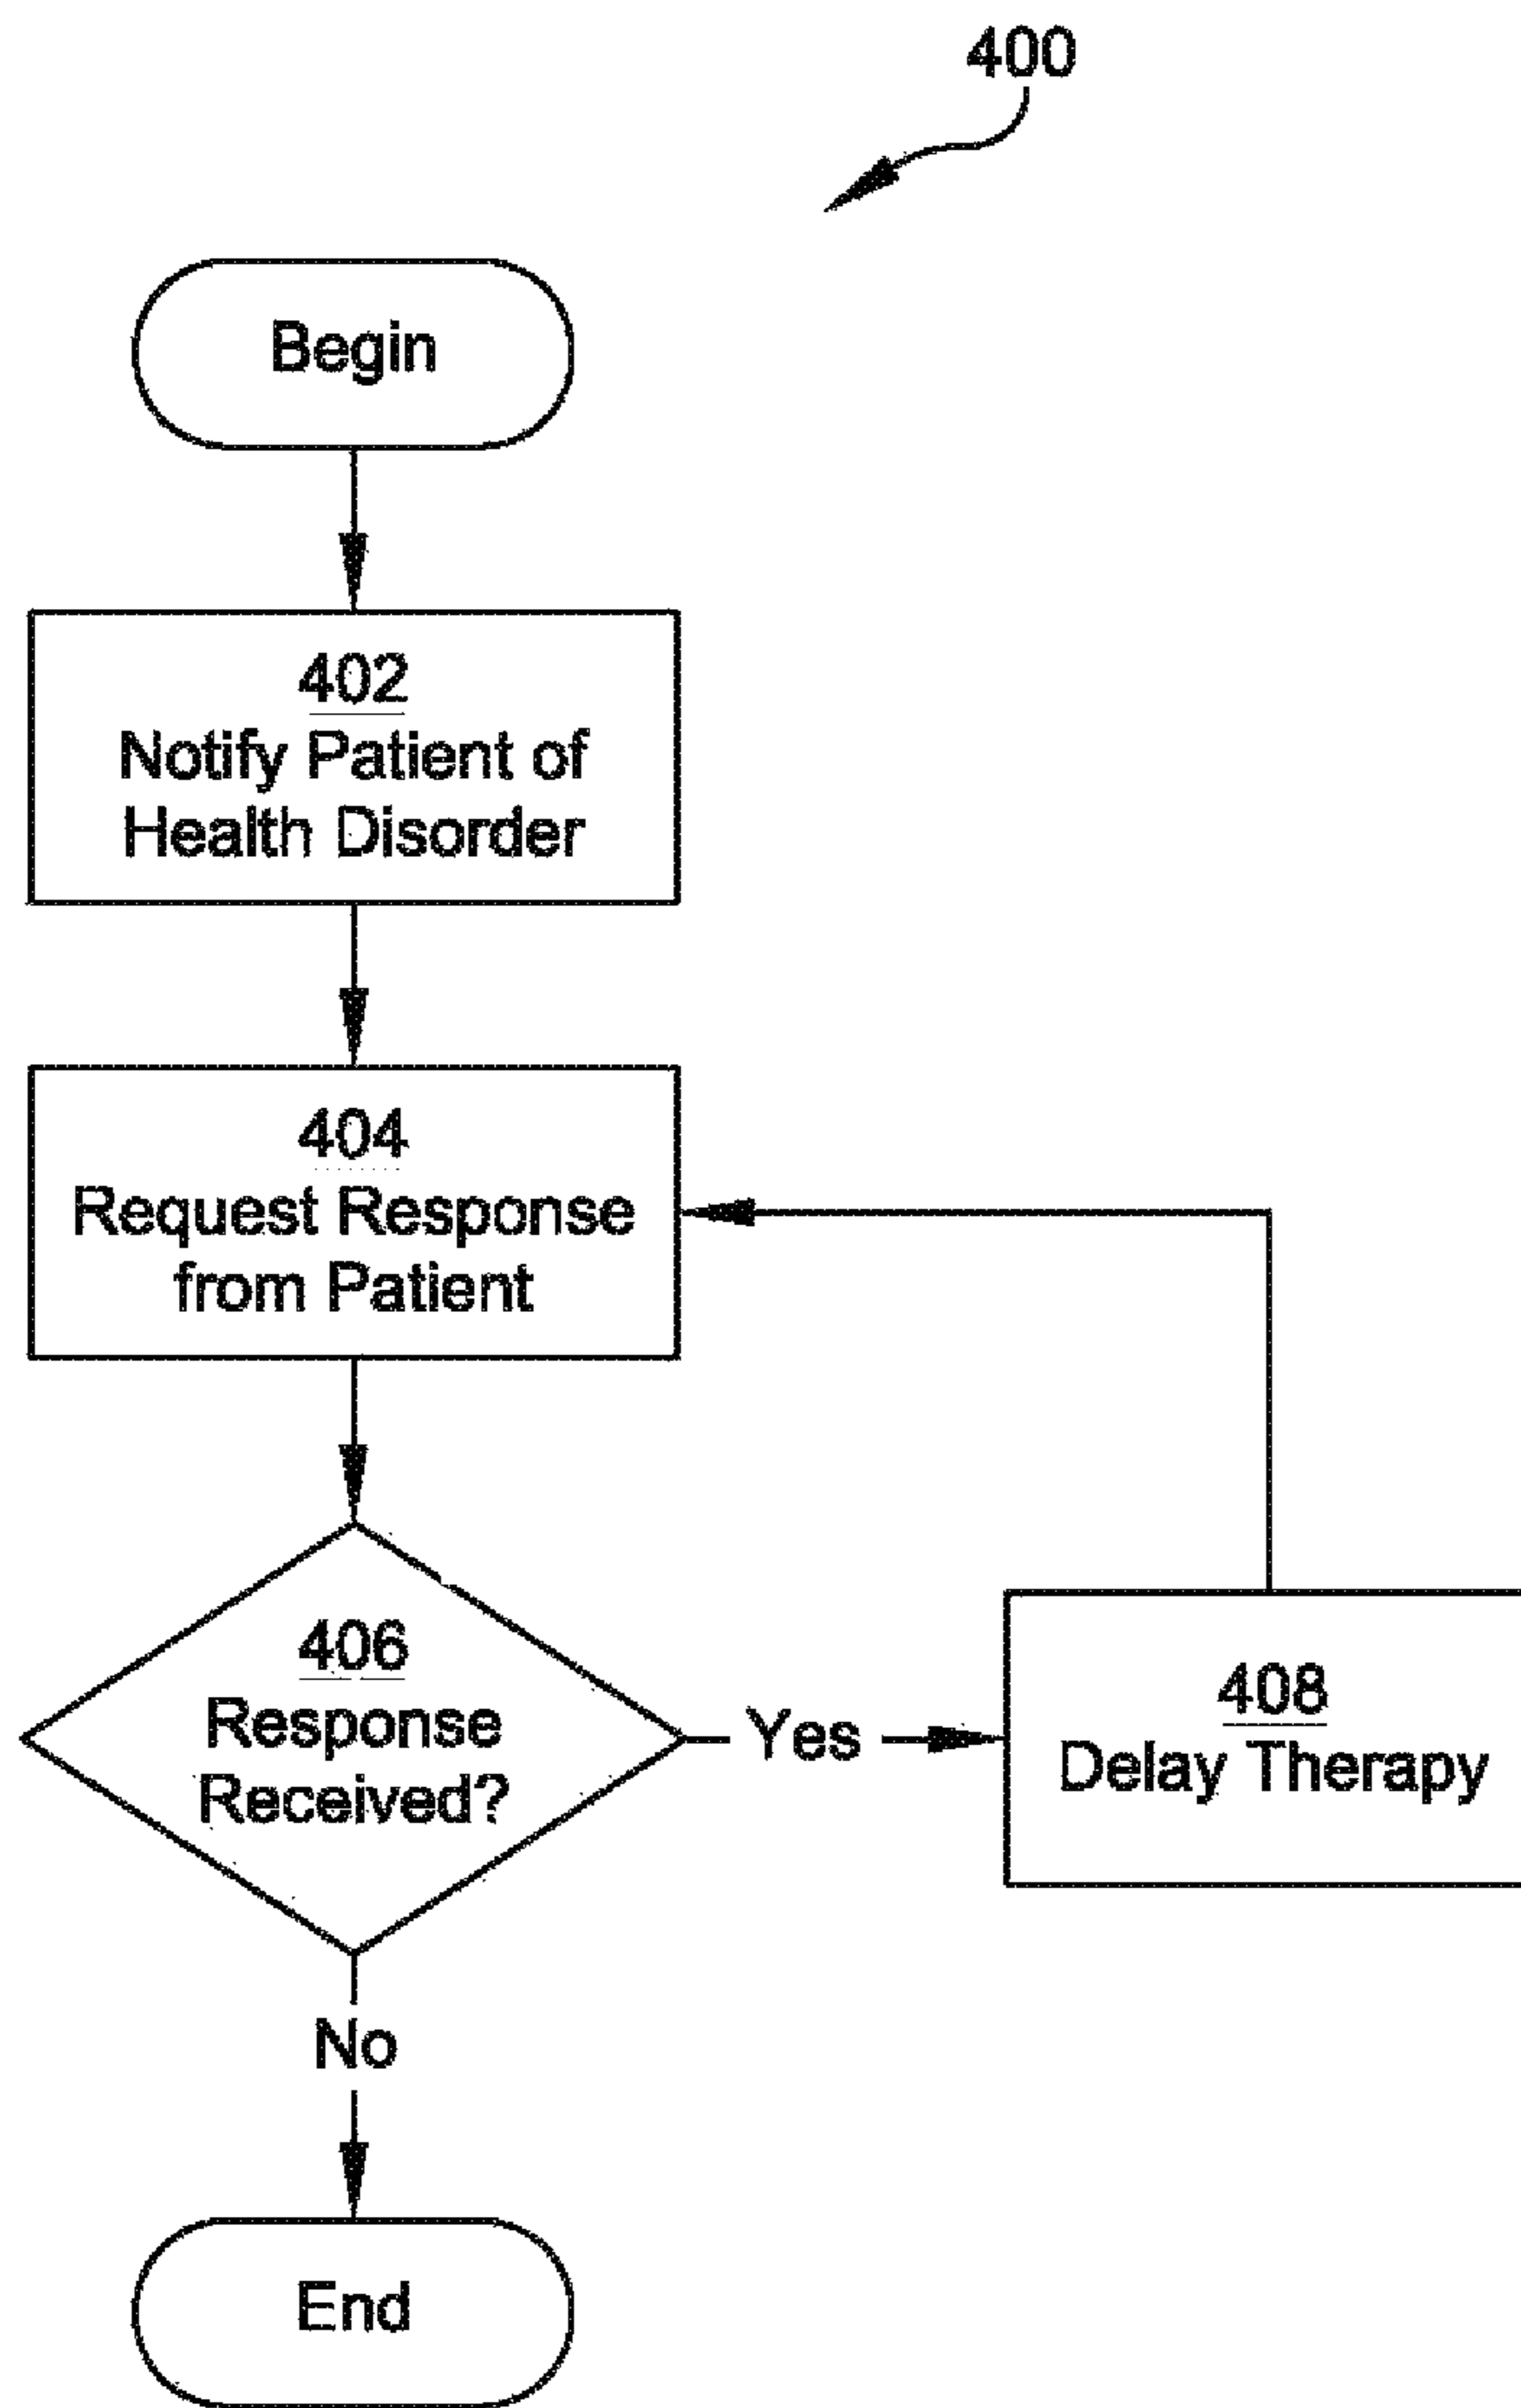 400
Begin
402
Notify Patient of
Health Disorder
404
Request Response
from Patient
406
Response
Received?
Yes
408
Delay Therapy
No
End